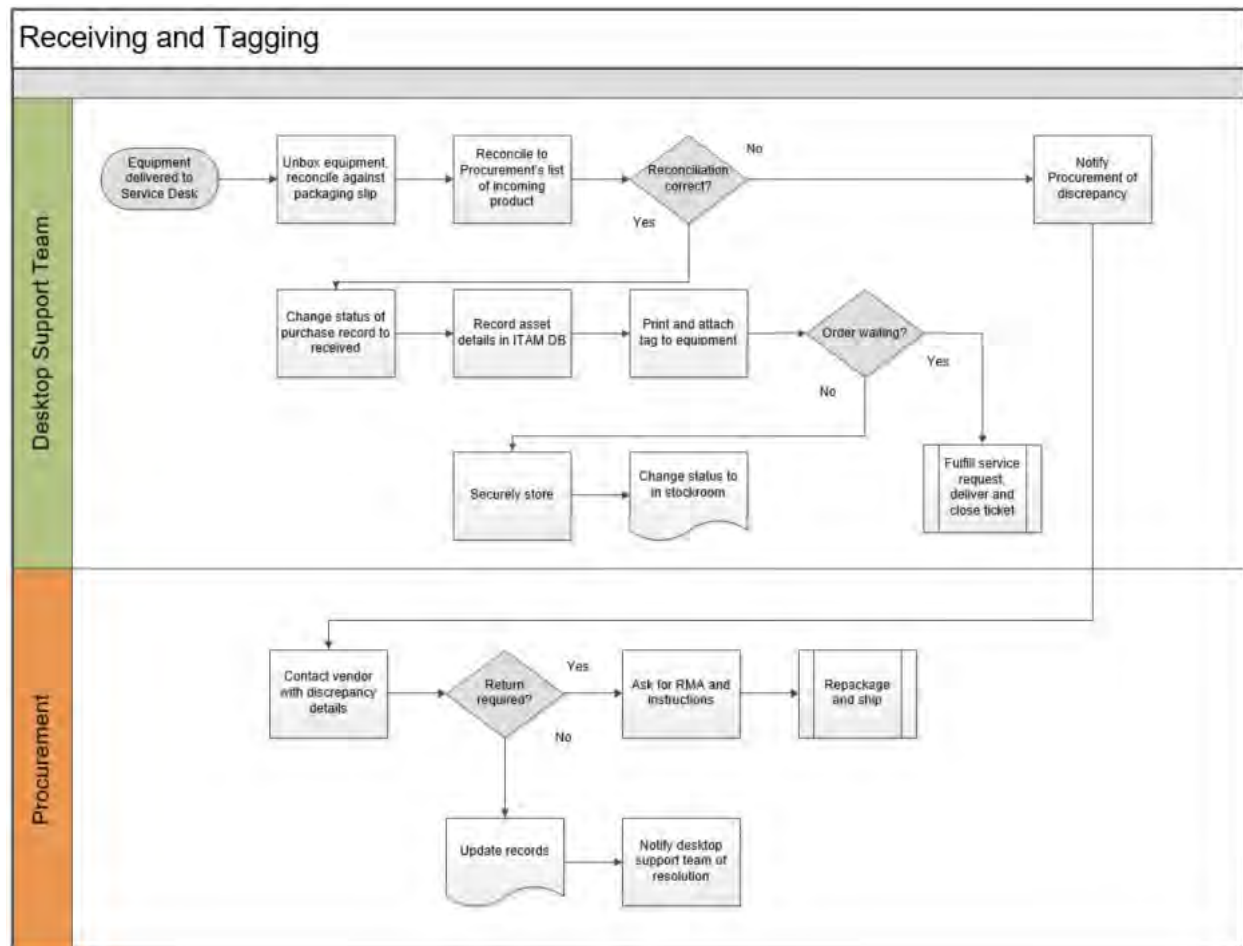 Receiving and Tagging
Desktop Support Team
Equipment
delivered to
Service Desk
Unbox equipment,
reconcile against
packaging slip
Reconcile to
Procurement's list
of incoming
product
Reconciliation
correct?
No
Yes
Notify
Procurement of
discrepancy
Change status of
purchase record to
received
Record asset
details in ITAM DB
Print and attach
tag to equipment
Order waiting?
Yes
No
Securely store
Change status to
in stockroom
Fulfill service
request,
deliver and
close ticket
Procurement
Contact vendor
with discrepancy
details
Return
required?
Yes
No
Ask for RMA and
instructions
Repackage
and ship
Update records
Notify desktop
support team of
resolution